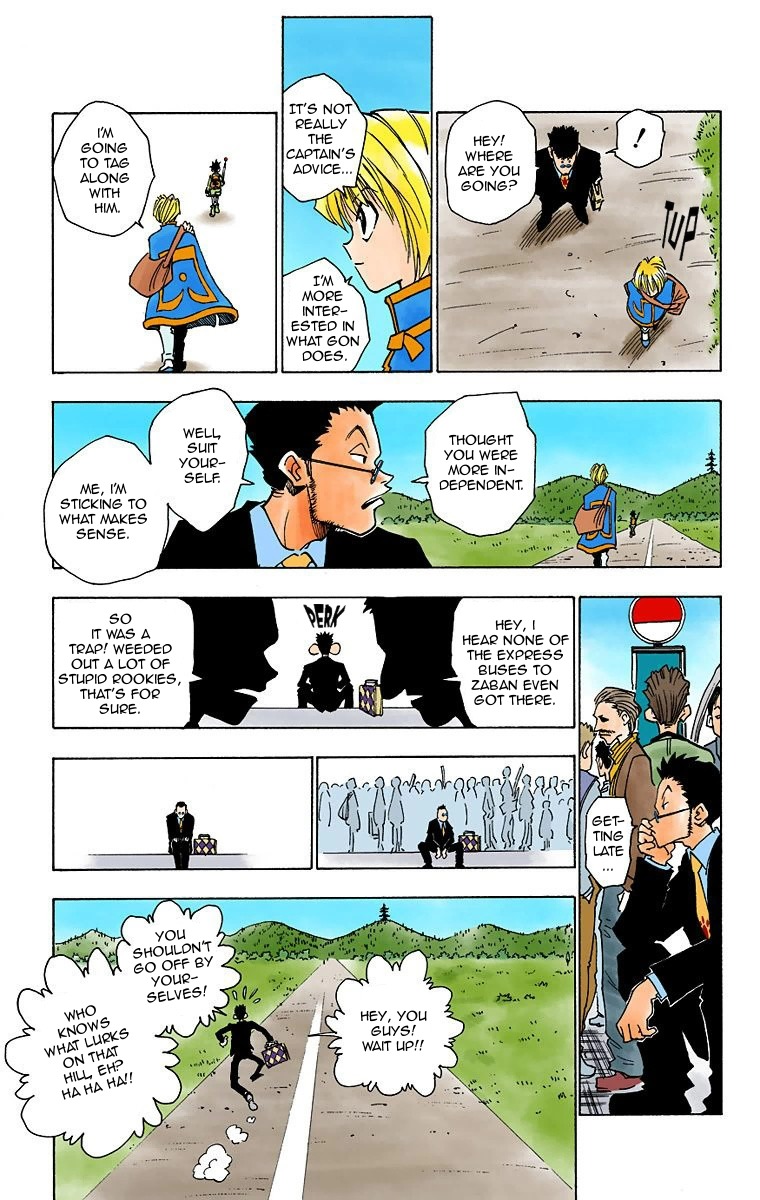 !
HEY!
WHERE
ARE YOU
GOING?
TUP
IT'S NOT
REALLY
THE
CAPTAIN'S
ADVICE...
I'M
MORE
INTER-
ESTED IN
WHAT GON
DOES.
I'M
GOING
TO TAG
ALONG
WITH
HIM.
THOUGHT
YOU WERE
MORE IN-
DEPENDENT.
WELL,
SUIT
YOUR-
SELF.
ME, I'M
STICKING TO
WHAT MAKES
SENSE.
GET-
TING
LATE
...
HEY, I
HEAR NONE OF
THE EXPRESS
BUSES TO
ZABAN EVEN
GOT THERE.
PERK
SO
IT WAS A
TRAP! WEEDED
OUT A LOT OF
STUPID ROOKIES,
THAT'S FOR
SURE.
HEY, YOU
GUYS!
WAIT UP!!
YOU
SHOULDN'T
GO OFF BY
YOUR-
SELVES!
WHO
KNOWS
WHAT LURKS
ON THAT
HILL, EH?
HA HA HA!!